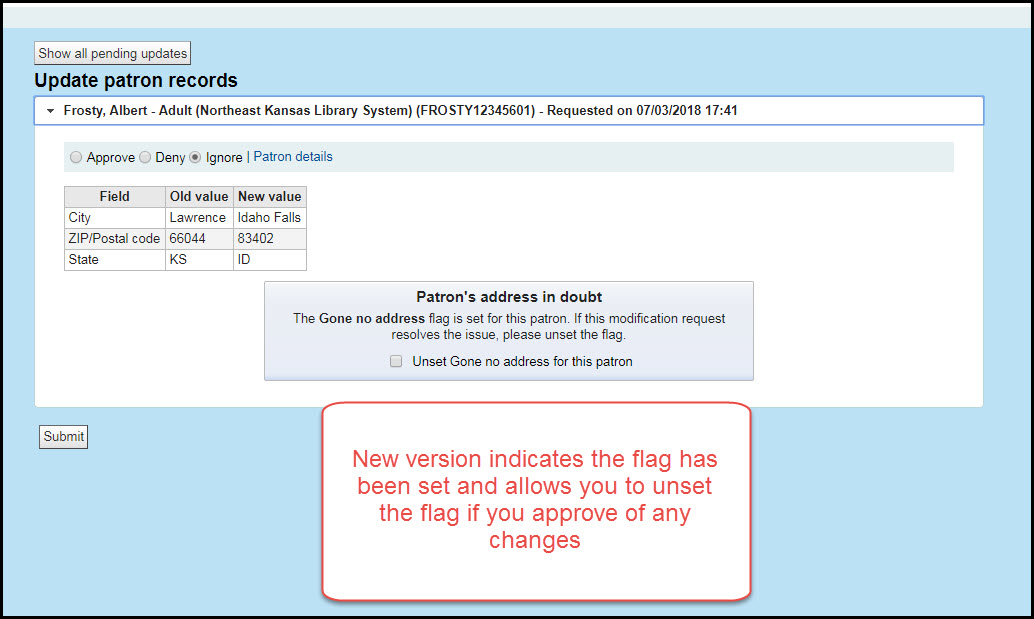 Show all pending updates
Update patron records
Frosty, Albert - Adult (Northeast Kansas Library System) (FROSTY12345601) - Requested on 07/03/2018 17:41
Approve Deny Ignore | Patron details
Field Old value New value
City Lawrence Idaho Falls
ZIP/Postal code 66044 83402
State KS ID
Patron's address in doubt
The Gone no address flag is set for this patron. If this modification request
resolves the issue, please unset the flag.
Unset Gone no address for this patron
Submit
New version indicates the flag has
been set and allows you to unset
the flag if you approve of any
changes